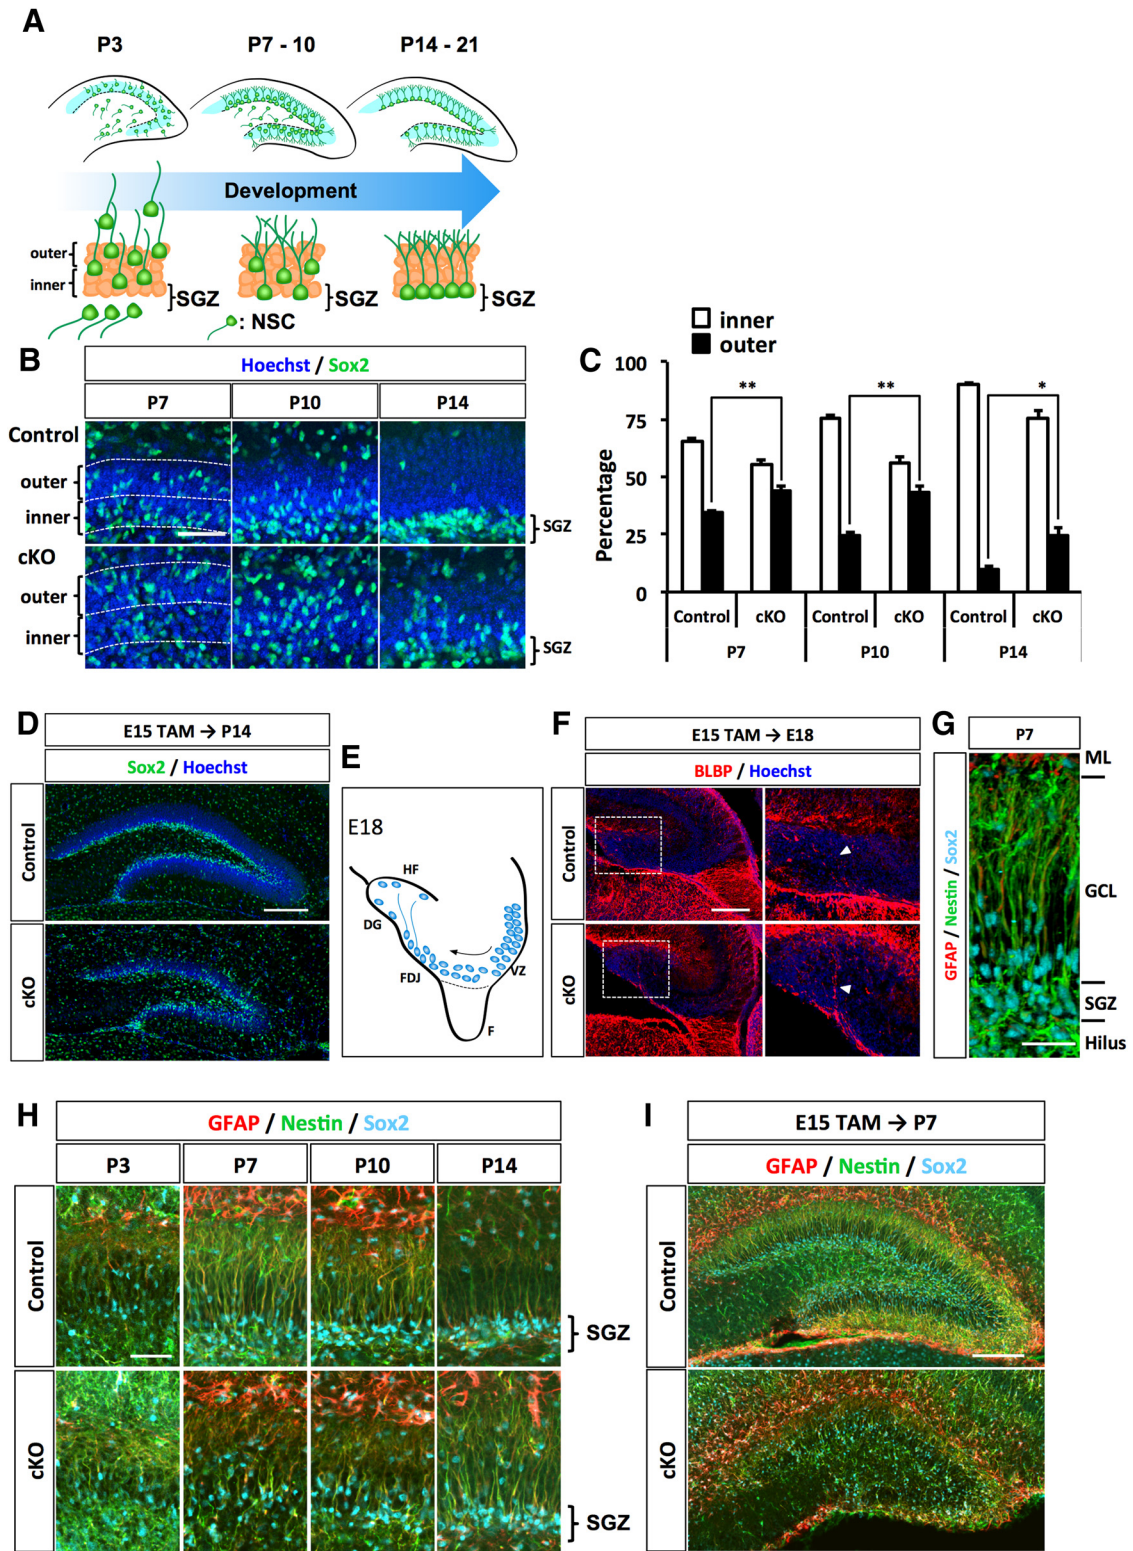 A
P3
P7 - 10
P14 - 21
Development
outer
inner
SGZ
SGZ
SGZ
: NSC
B
Hoechst / Sox2
P7
P10
P14
Control
outer
inner
SGZ
cKO
outer
inner
SGZ
C
inner
outer
Percentage
100
75
50
25
0
**
**
*
Control
cKO
Control
cKO
Control
cKO
P7
P10
P14
D
E15 TAM → P14
Sox2 / Hoechst
Control
cKO
E
E18
HF
DG
FDJ
VZ
F
F
E15 TAM → E18
BLBP / Hoechst
Control
cKO
G
P7
GFAP / Nestin / Sox2
ML
GCL
SGZ
Hilus
H
GFAP / Nestin / Sox2
P3
P7
P10
P14
Control
SGZ
cKO
SGZ
I
E15 TAM → P7
GFAP / Nestin / Sox2
Control
cKO